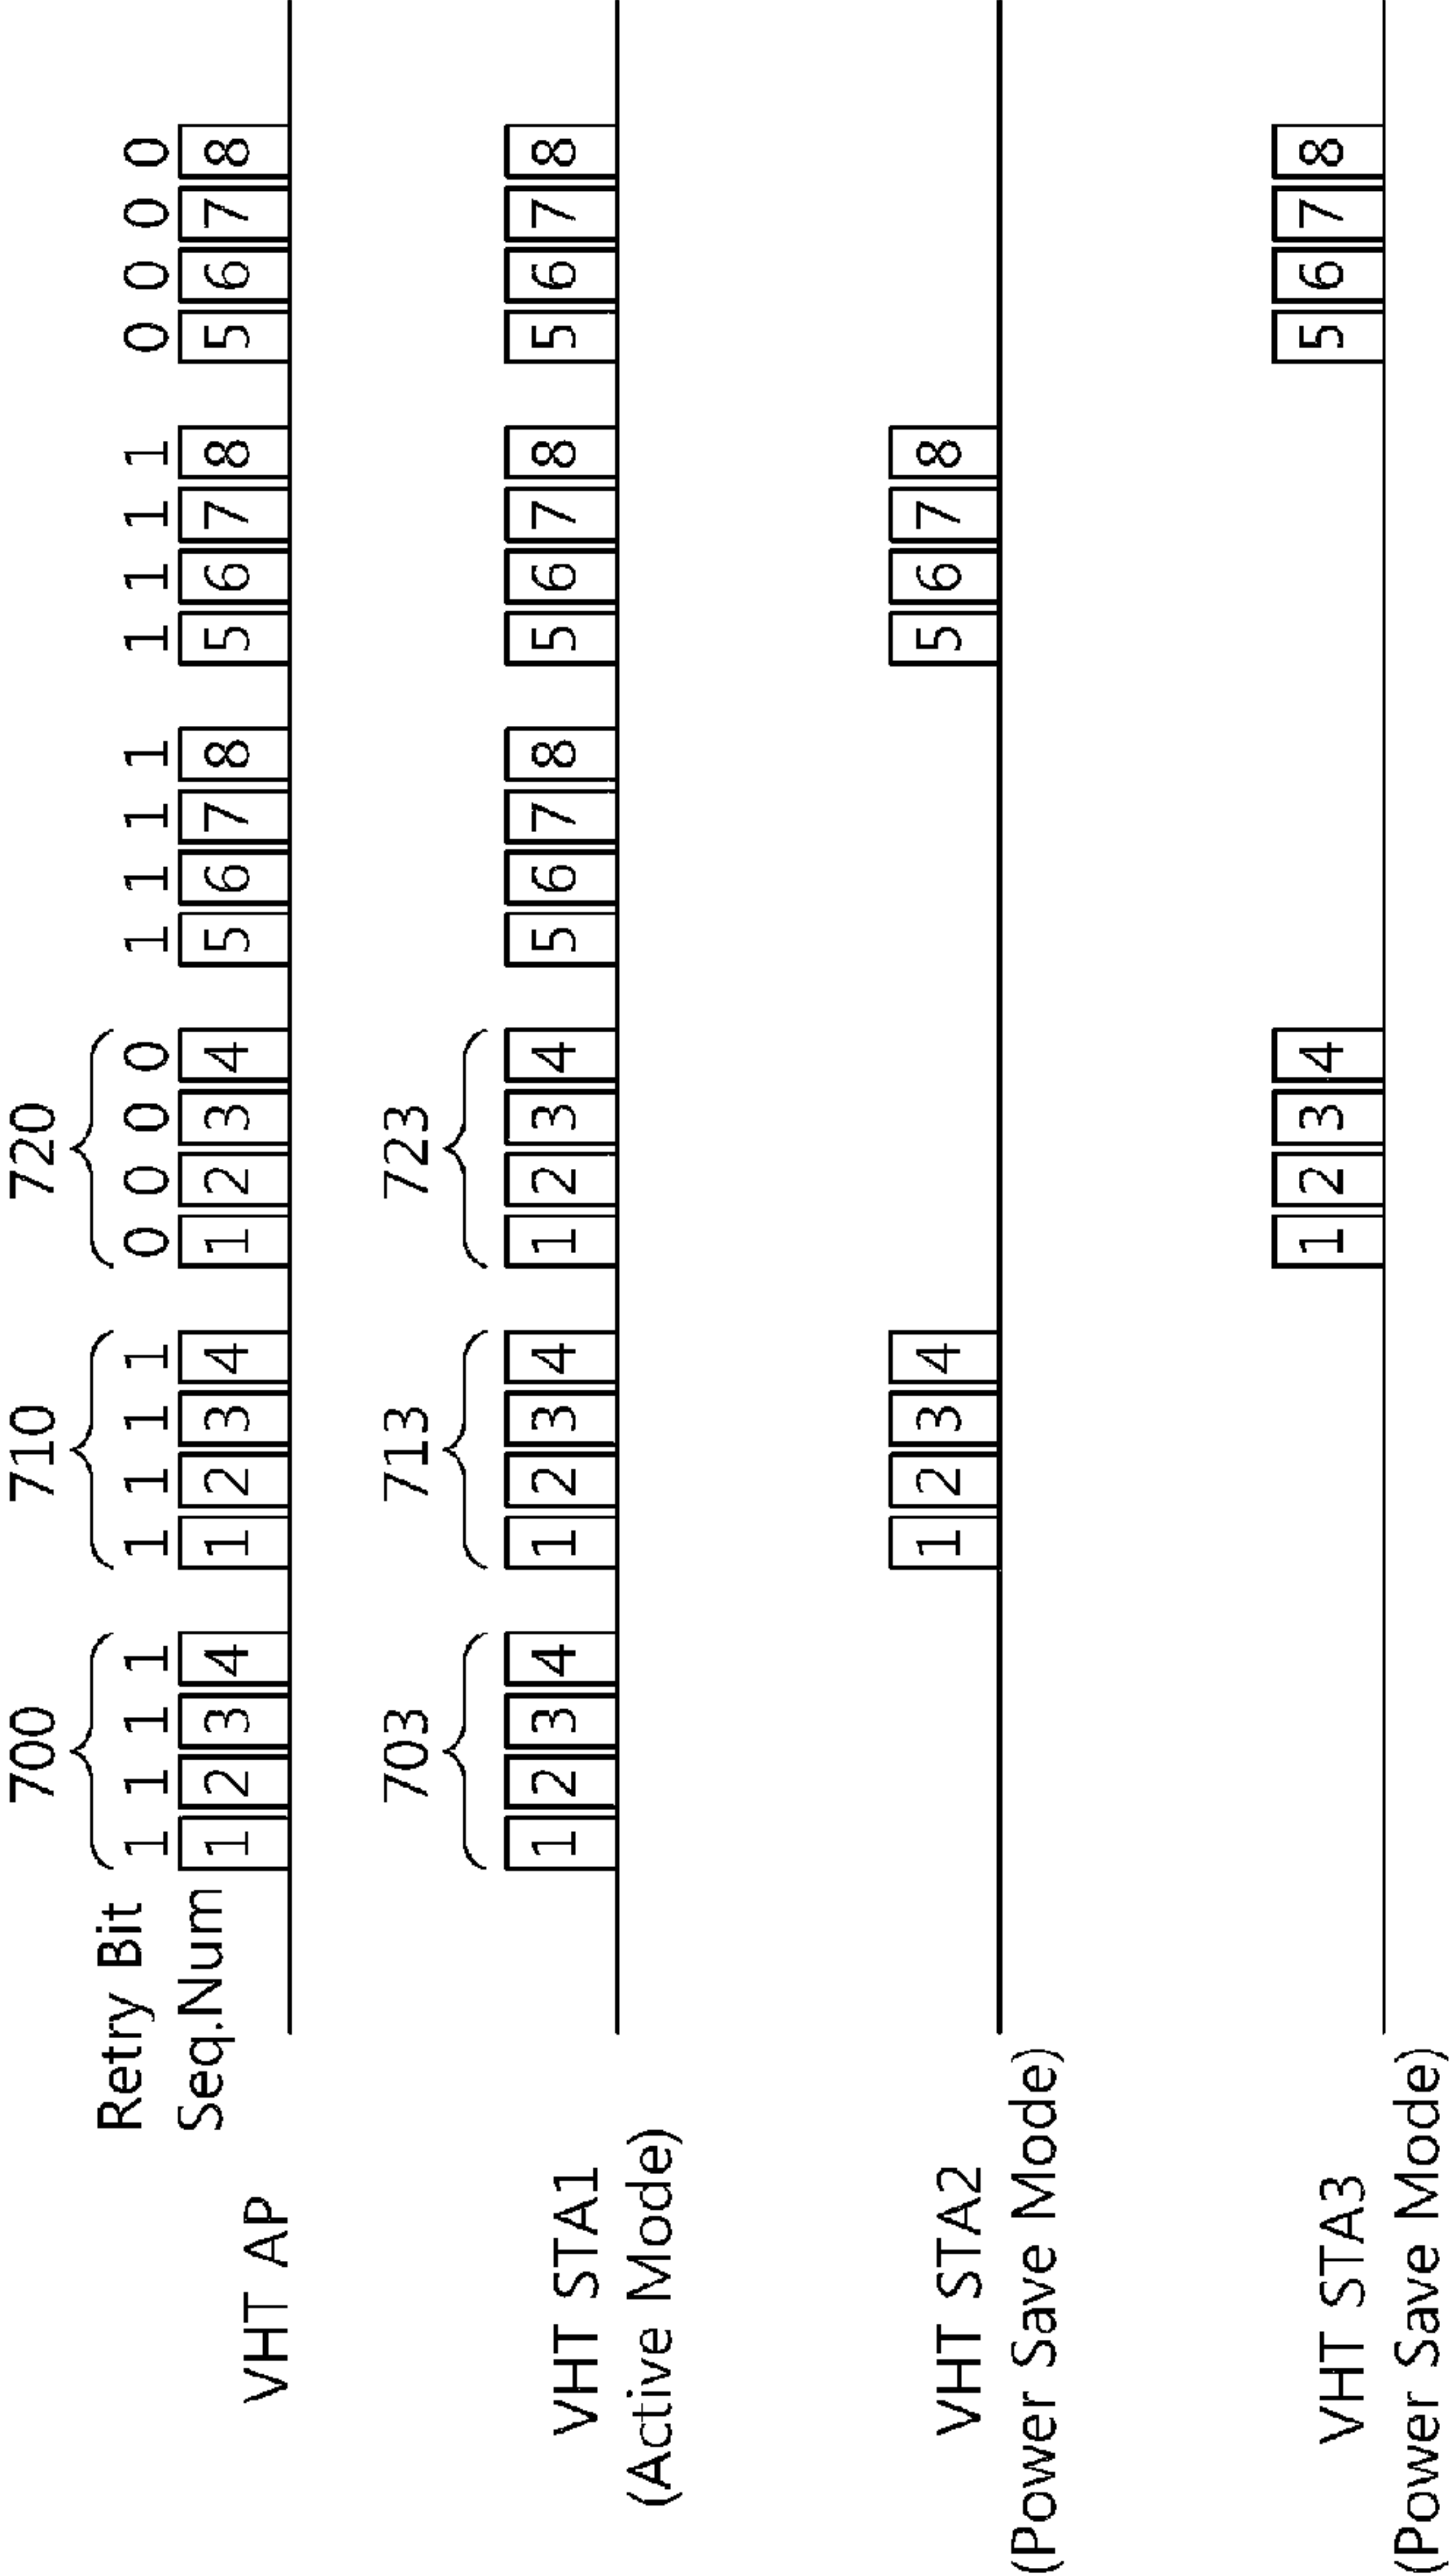 700 710 720
Retry Bit 1 1 1 1 1 1 1 1 0 0 0 0 1 1 1 1 1 1 1 1 0 0 0 0
Seq.Num 1 2 3 4 1 2 3 4 1 2 3 4 5 6 7 8 5 6 7 8 5 6 7 8
VHT AP
703 713 723
1 2 3 4 1 2 3 4 1 2 3 4 5 6 7 8 5 6 7 8 5 6 7 8
VHT STA1
(Active Mode)
1 2 3 4 5 6 7 8
VHT STA2
(Power Save Mode)
1 2 3 4 5 6 7 8
VHT STA3
(Power Save Mode)